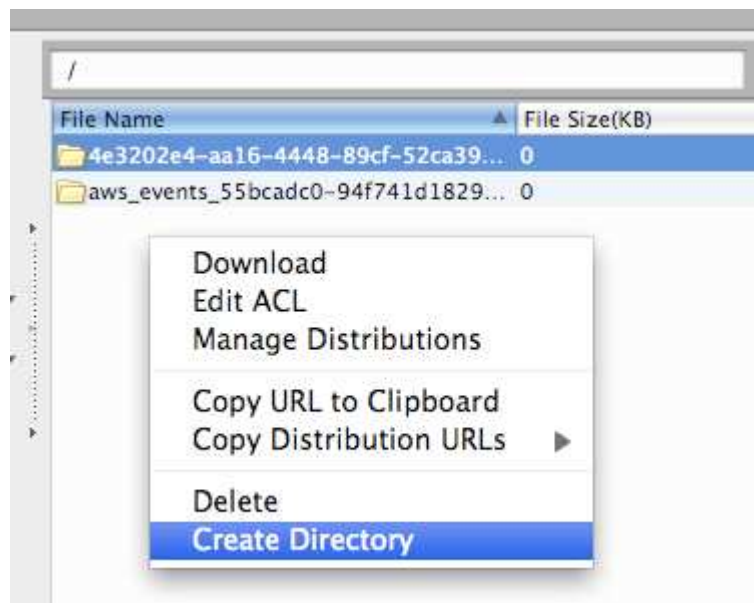 /
File Name File Size(KB)
4e3202e4-aa16-4448-89cf-52ca39... 0
aws_events_55bcadc0-94f741d1829... 0
Download
Edit ACL
Manage Distributions
Copy URL to Clipboard
Copy Distribution URLs
Delete
Create Directory